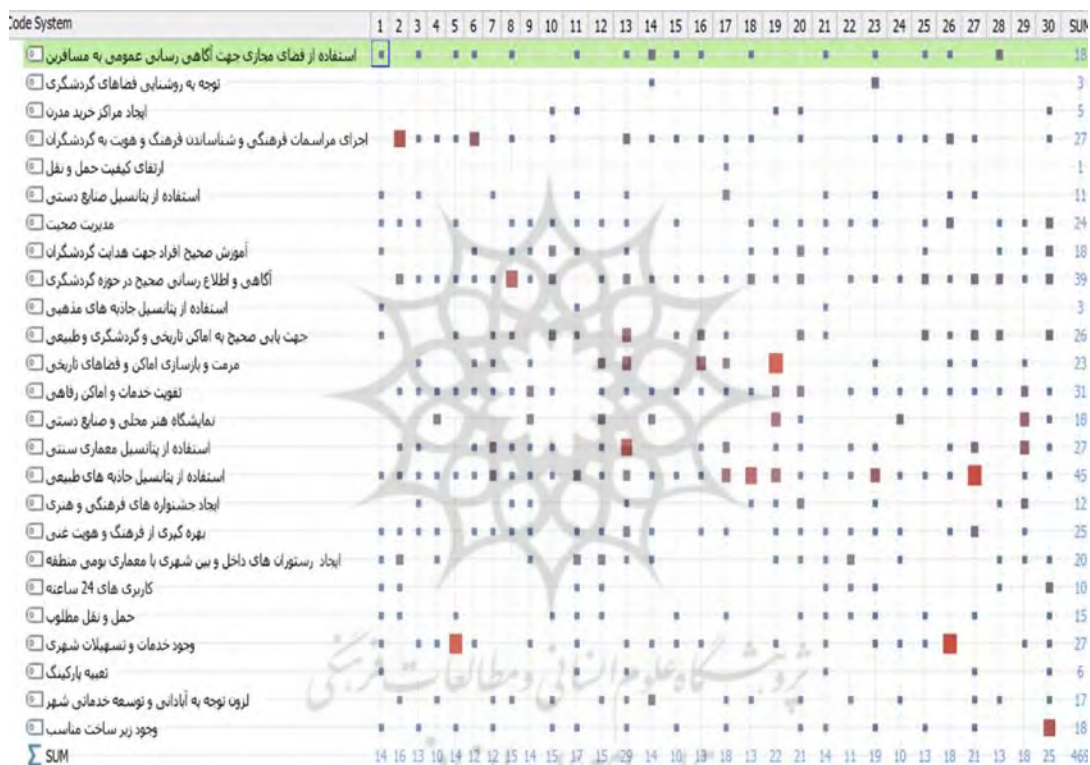 Code System 1 2 3 4 5 6 7 8 9 10 11 12 13 14 15 16 17 18 19 20 21 22 23 24 25 26 27 28 29 30 SUM
استفاده از فضای مجازی جهت آگاهی رسانی عمومی به مسافرین 18
توجه به روشنایی فضاهای گردشگری 3
ایجاد مراکز خرید مدرن 5
اجرای مراسمات فرهنگی و شناساندن فرهنگ و هویت به گردشگران 27
ارتقای کیفیت حمل و نقل 1
استفاده از پتانسیل صنایع دستی 11
مدیریت صحیت 24
آموزش صحیح افراد جهت هدایت گردشگران 18
آگاهی و اطلاع رسانی صحیح در حوزه گردشگری 39
استفاده از پتانسیل جاذبه های مذهبی 3
جهت یابی صحیح به اماکن تاریخی و گردشگری و طبیعی 26
مرمت و بازسازی اماکن و فضاهای تاریخی 23
تقویت خدمات و اماکن رفاهی 31
نمایشگاه هنر محلی و صنایع دستی
استفاده از پتانسیل معماری سنتی 27
استفاده از پتانسیل جاذبه های طبیعی 45
ایجاد جشنواره های فرهنگی و هنری 12
بهره گیری از فرهنگ و هویت غنی 25
ایجاد رستوران های داخل و بین شهری با معماری بومی منطقه 20
کاربری های 24 ساعته 10
حمل و نقل مطلوب 15
وجود خدمات و تسهیلات شهری 27
تعبیه پارکینگ 6
لزون توجه به آبادانی و توسعه خدماتی شهر 17
وجود زیر ساخت مناسب 18
پژوهشگاه علوم انسانی و مطالعات فرهنگی
Σ SUM 14 16 13 10 14 12 12 15 14 15 17 15 29 14 10 18 13 22 21 14 11 19 10 13 18 21 13 18 25